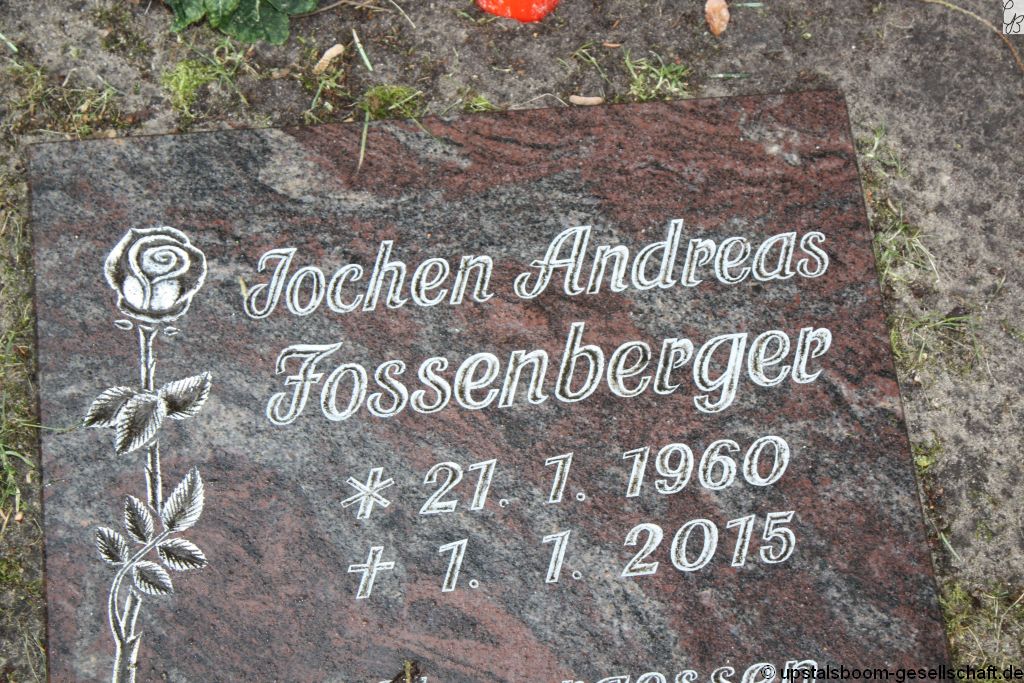 Jochen Andreas
Fossenberger
* 21. 1. 1960
† 1. 1. 2015
© upstalsboom-gesellschaft.de